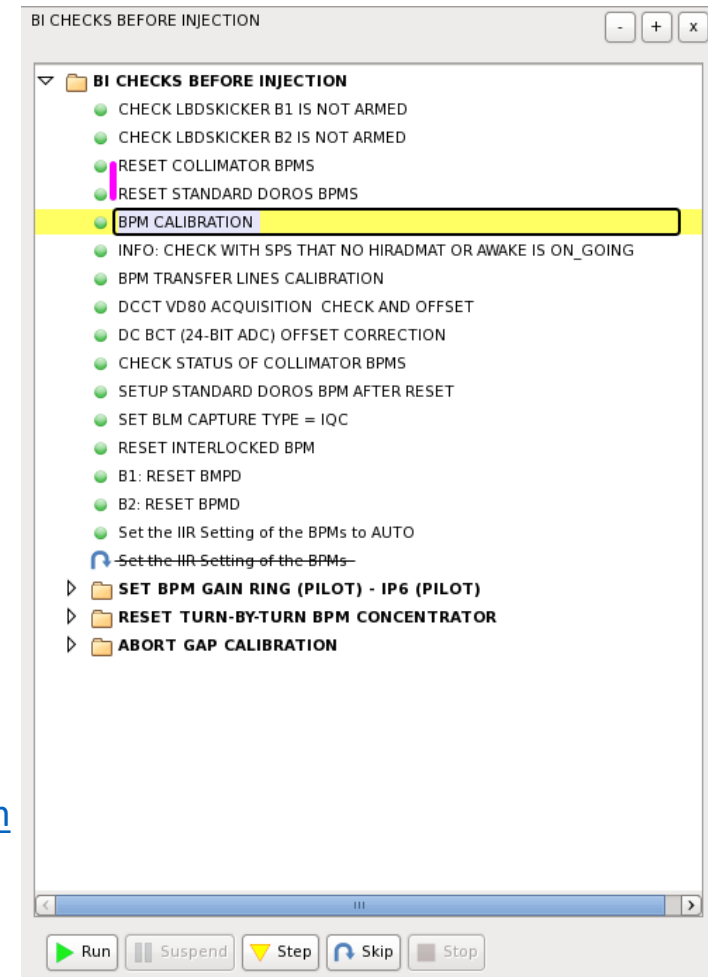 BI CHECKS BEFORE INJECTION
- + x
BI CHECKS BEFORE INJECTION
CHECK LBDSKICKER B1 IS NOT ARMED
CHECK LBDSKICKER B2 IS NOT ARMED
RESET COLLIMATOR BPMS
RESET STANDARD DOROS BPMS
BPM CALIBRATION
INFO: CHECK WITH SPS THAT NO HIRADMAT OR AWAKE IS ON_GOING
BPM TRANSFER LINES CALIBRATION
DCCT VD80 ACQUISITION CHECK AND OFFSET
DC BCT (24-BIT ADC) OFFSET CORRECTION
CHECK STATUS OF COLLIMATOR BPMS
SETUP STANDARD DOROS BPM AFTER RESET
SET BLM CAPTURE TYPE = IQC
RESET INTERLOCKED BPM
B1: RESET BMPD
B2: RESET BPMD
Set the IIR Setting of the BPMs to AUTO
Set the IIR Setting of the BPMs
SET BPM GAIN RING (PILOT) - IP6 (PILOT)
RESET TURN-BY-TURN BPM CONCENTRATOR
ABORT GAP CALIBRATION
Run Suspend Step Skip Stop